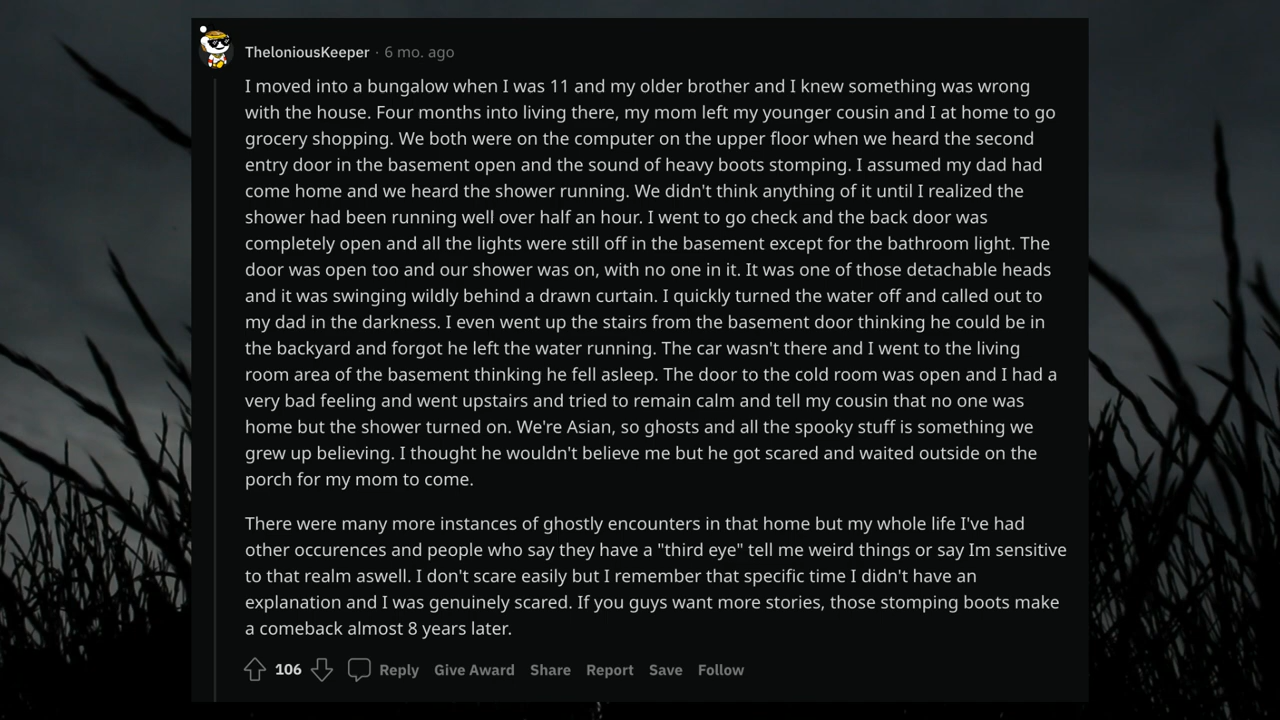 TheloniousKeeper · 6 mo. ago
I moved into a bungalow when I was 11 and my older brother and I knew something was wrong
with the house. Four months into living there, my mom left my younger cousin and I at home to go
grocery shopping. We both were on the computer on the upper floor when we heard the second
entry door in the basement open and the sound of heavy boots stomping. I assumed my dad had
come home and we heard the shower running. We didn't think anything of it until I realized the
shower had been running well over half an hour. I went to go check and the back door was
completely open and all the lights were still off in the basement except for the bathroom light. The
door was open too and our shower was on, with no one in it. It was one of those detachable heads
and it was swinging wildly behind a drawn curtain. I quickly turned the water off and called out to
my dad in the darkness. I even went up the stairs from the basement door thinking he could be in
the backyard and forgot he left the water running. The car wasn't there and I went to the living
room area of the basement thinking he fell asleep. The door to the cold room was open and I had a
very bad feeling and went upstairs and tried to remain calm and tell my cousin that no one was
home but the shower turned on. We're Asian, so ghosts and all the spooky stuff is something we
grew up believing. I thought he wouldn't believe me but he got scared and waited outside on the
porch for my mom to come.
There were many more instances of ghostly encounters in that home but my whole life I've had
other occurences and people who say they have a "third eye" tell me weird things or say Im sensitive
to that realm aswell. I don't scare easily but I remember that specific time I didn't have an
explanation and I was genuinely scared. If you guys want more stories, those stomping boots make
a comeback almost 8 years later.
106 Reply Give Award Share Report Save Follow